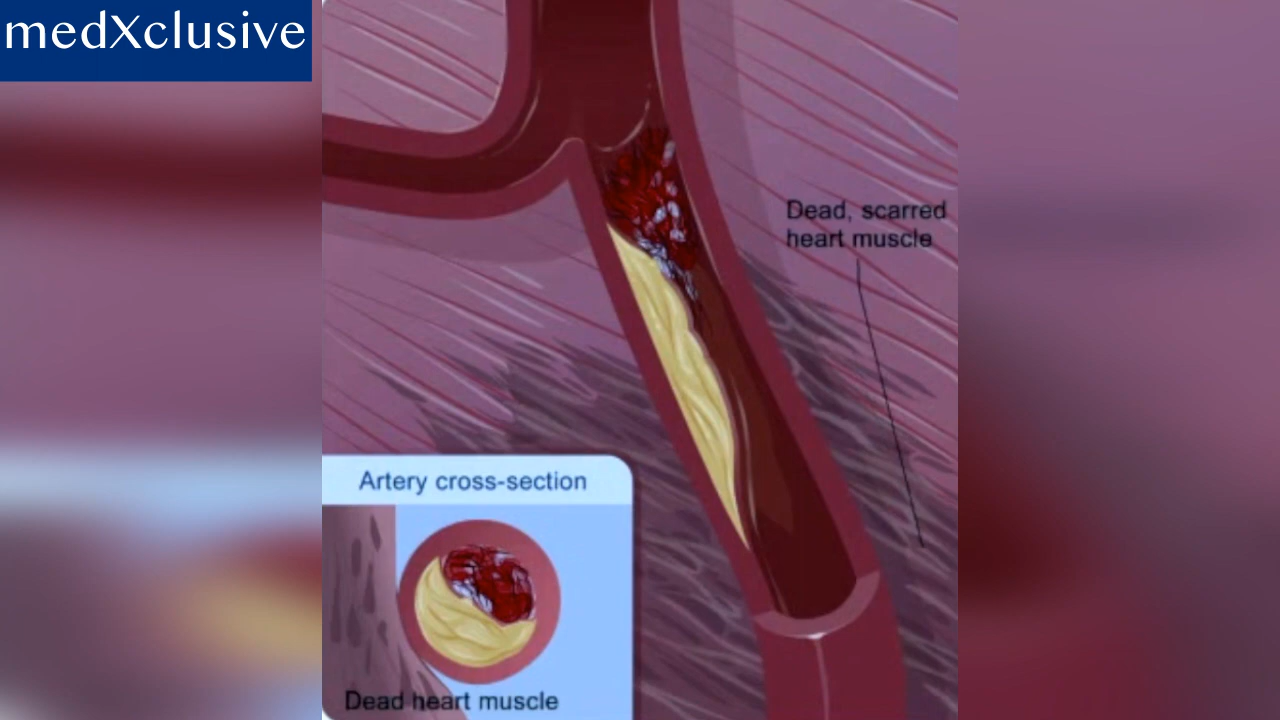 medXclusive
Dead, scarred
heart muscle
Artery cross-section
Dead heart muscle